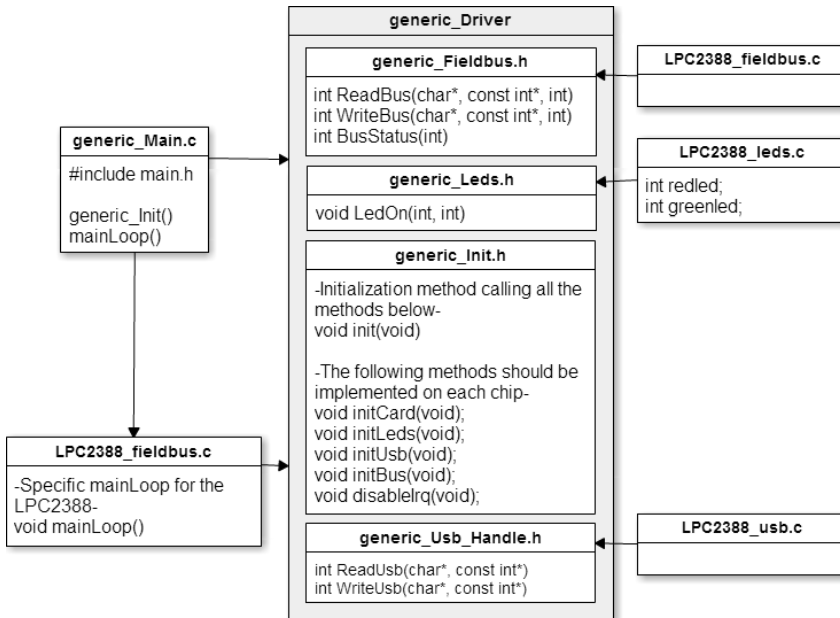 generic_Driver
generic_Fieldbus.h
int ReadBus(char*, const int*, int)
int WriteBus(char*, const int*, int)
int BusStatus(int)
LPC2388_fieldbus.c
generic_Main.c
#include main.h
generic_Init()
mainLoop()
generic_Leds.h
void LedOn(int, int)
LPC2388_leds.c
int redled;
int greenled;
generic_Init.h
-Initialization method calling all the
methods below-
void init(void)
-The following methods should be
implemented on each chip-
void initCard(void);
void initLeds(void);
void initUsb(void);
void initBus(void);
void disableIrq(void);
LPC2388_fieldbus.c
-Specific mainLoop for the
LPC2388-
void mainLoop()
generic_Usb_Handle.h
int ReadUsb(char*, const int*)
int WriteUsb(char*, const int*)
LPC2388_usb.c